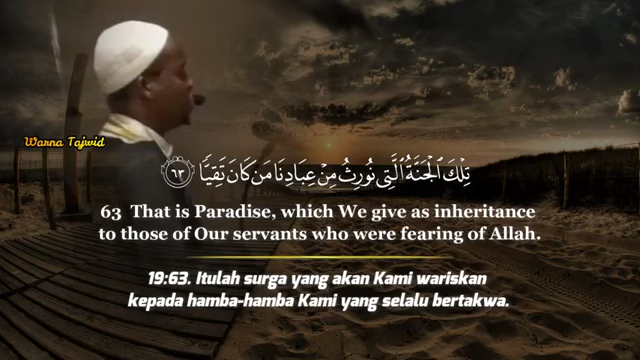 Warna Tajwid
تِلْكَ الْجَنَّةُ الَّتِي نُورِثُ مِنْ عِبَادِنَا مَن كَانَ تَقِيًّا ٦٣
63 That is Paradise, which We give as inheritance
to those of Our servants who were fearing of Allah.
19:63. Itulah surga yang akan Kami wariskan
kepada hamba-hamba Kami yang selalu bertakwa.